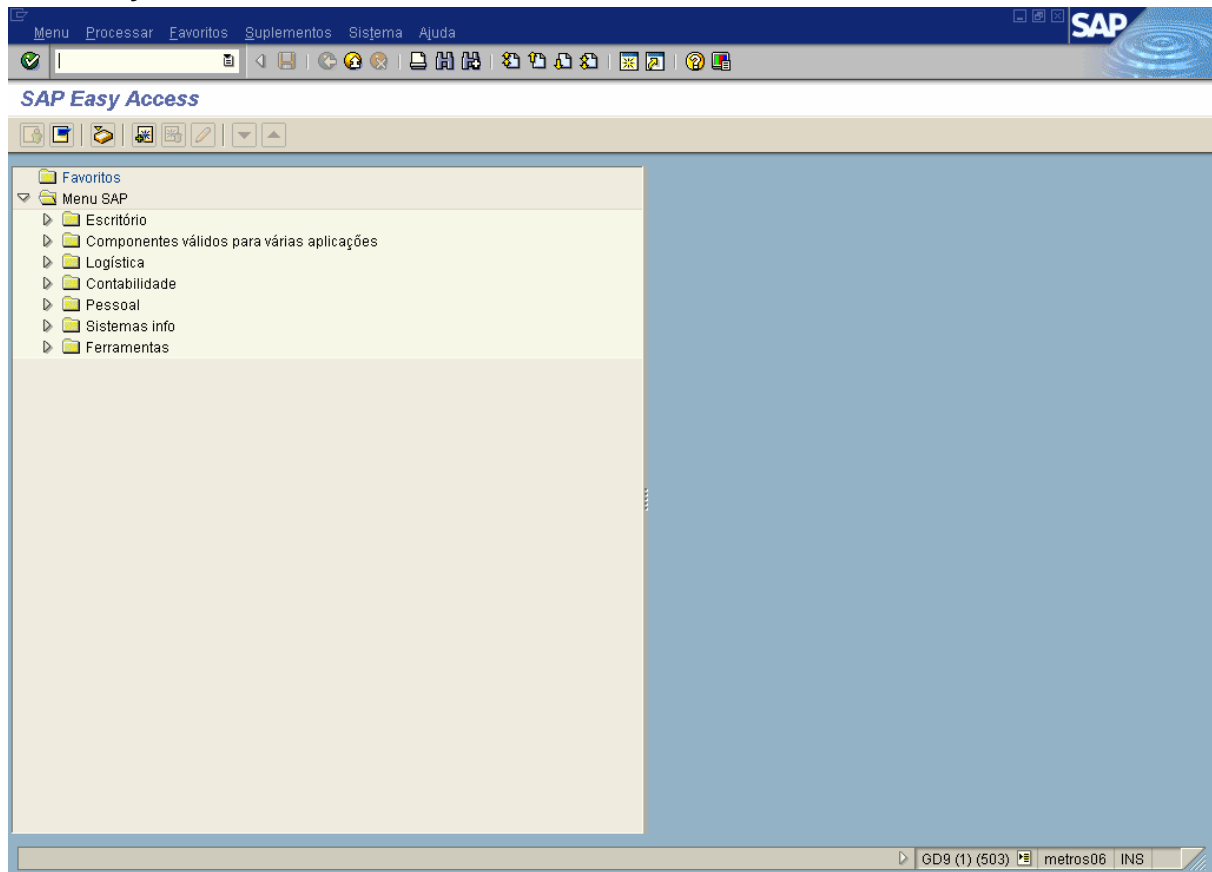 Menu Processar Favoritos Suplementos Sistema Ajuda
SAP
SAP Easy Access
Favoritos
Menu SAP
Escritório
Componentes válidos para várias aplicações
Logística
Contabilidade
Pessoal
Sistemas info
Ferramentas
GD9 (1) (503) metros06 INS